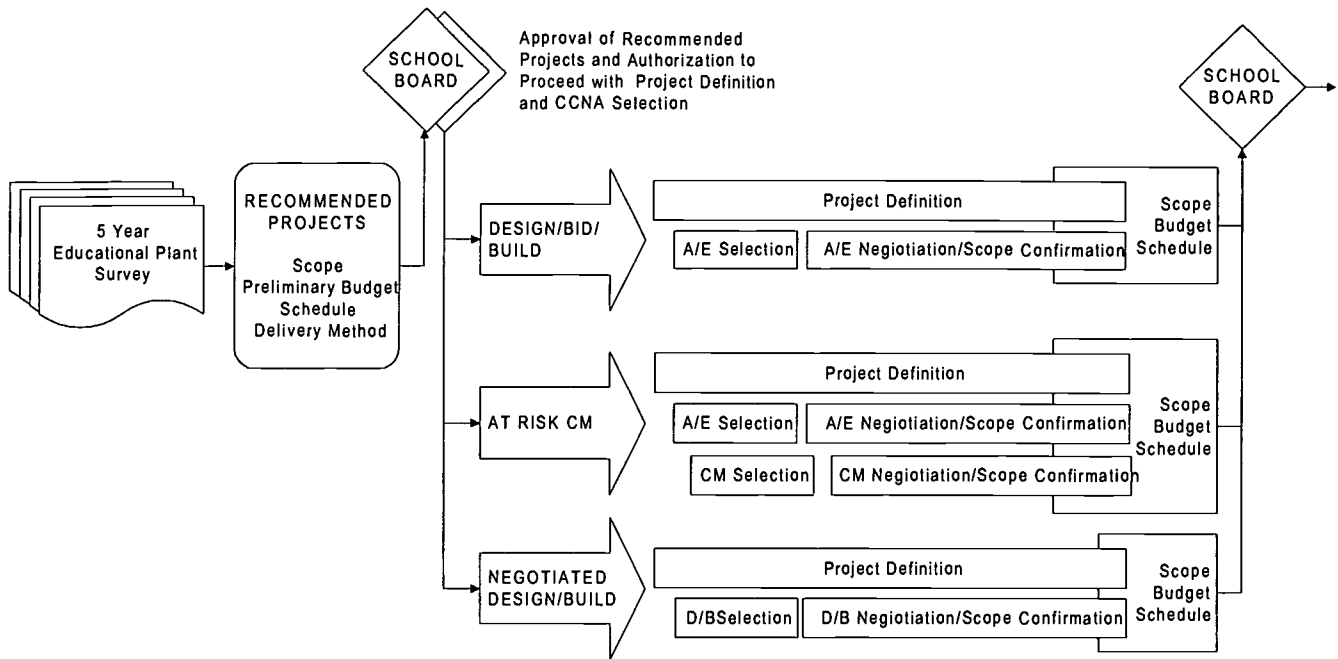 SCHOOL
BOARD
Approval of Recommended
Projects and Authorization to
Proceed with Project Definition
and CCNA Selection
SCHOOL
BOARD
5 Year
Educational Plant
Survey
RECOMMENDED
PROJECTS
Scope
Preliminary Budget
Schedule
Delivery Method
DESIGN/BID/
BUILD
Project Definition
A/E Selection
A/E Negiotiation/Scope Confirmation
Scope
Budget
Schedule
AT RISK CM
Project Definition
A/E Selection
A/E Negiotiation/Scope Confirmation
CM Selection
CM Negiotiation/Scope Confirmation
Scope
Budget
Schedule
NEGOTIATED
DESIGN/BUILD
Project Definition
D/BSelection
D/B Negiotiation/Scope Confirmation
Scope
Budget
Schedule